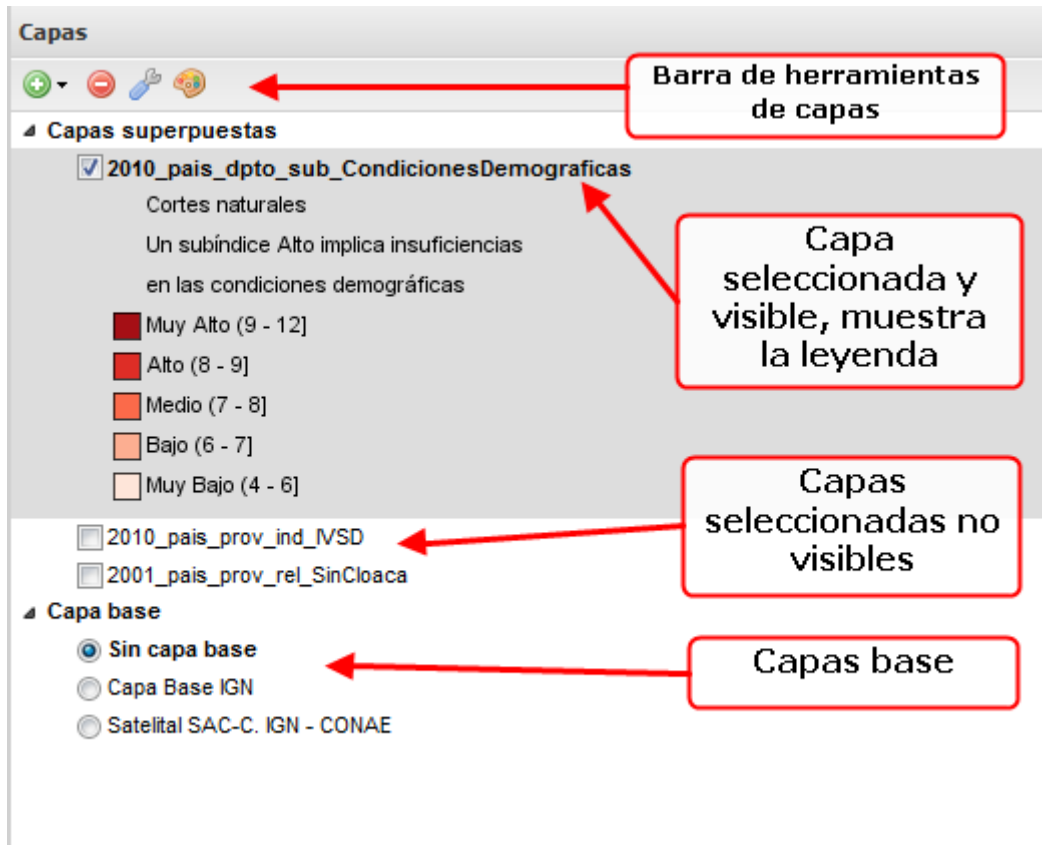 Capas
Barra de herramientas
de capas
Capas superpuestas
2010_pais_dpto_sub_CondicionesDemograficas
Cortes naturales
Un subíndice Alto implica insuficiencias
en las condiciones demográficas
Muy Alto (9 - 12]
Alto (8 - 9]
Medio (7 - 8]
Bajo (6 - 7]
Muy Bajo (4 - 6]
Capa
seleccionada y
visible, muestra
la leyenda
2010_pais_prov_ind_IVSD
2001_pais_prov_rel_SinCloaca
Capas
seleccionadas no
visibles
Capa base
Sin capa base
Capa Base IGN
Satelital SAC-C. IGN - CONAE
Capas base